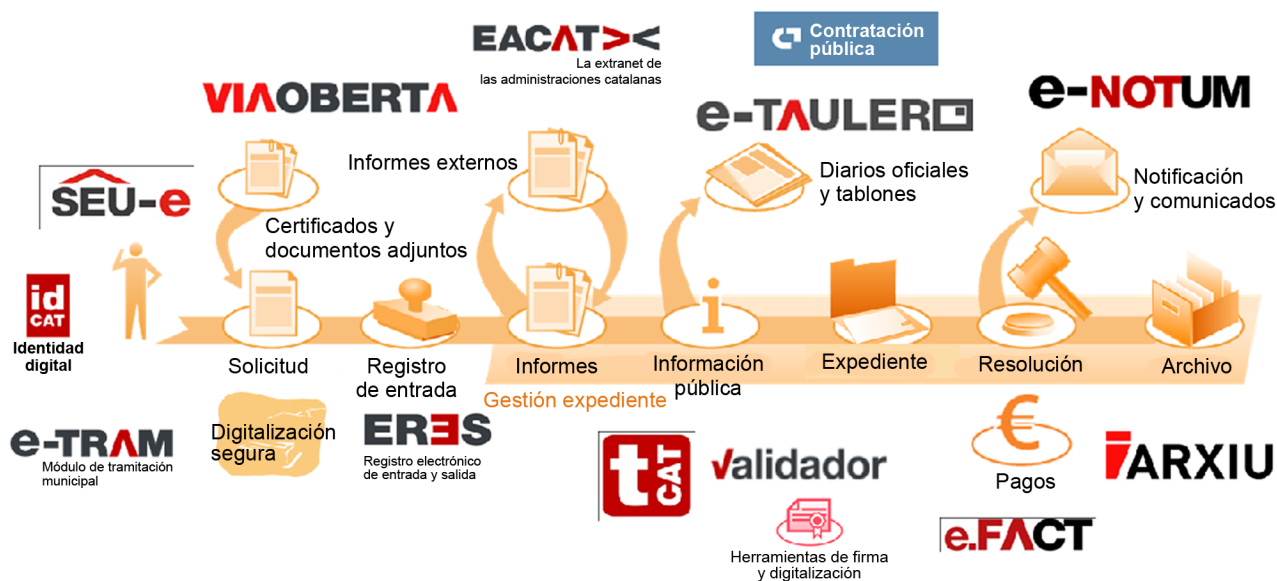 EACAT
La extranet de
las administraciones catalanas
Contratación
pública
VIAOBERTA
e-TAULER
e-NOTUM
SEU-e
Informes externos
Diarios oficiales
y tablones
Notificación
y comunicados
Certificados y
documentos adjuntos
id
CAT
Identidad
digital
Solicitud
Registro
de entrada
Informes
Información
pública
Expediente
Resolución
Archivo
Gestión expediente
e-TRAM
Módulo de tramitación
municipal
Digitalización
segura
ERES
Registro electrónico
de entrada y salida
tCAT
validador
Herramientas de firma
y digitalización
€
Pagos
e.FACT
iARXIU